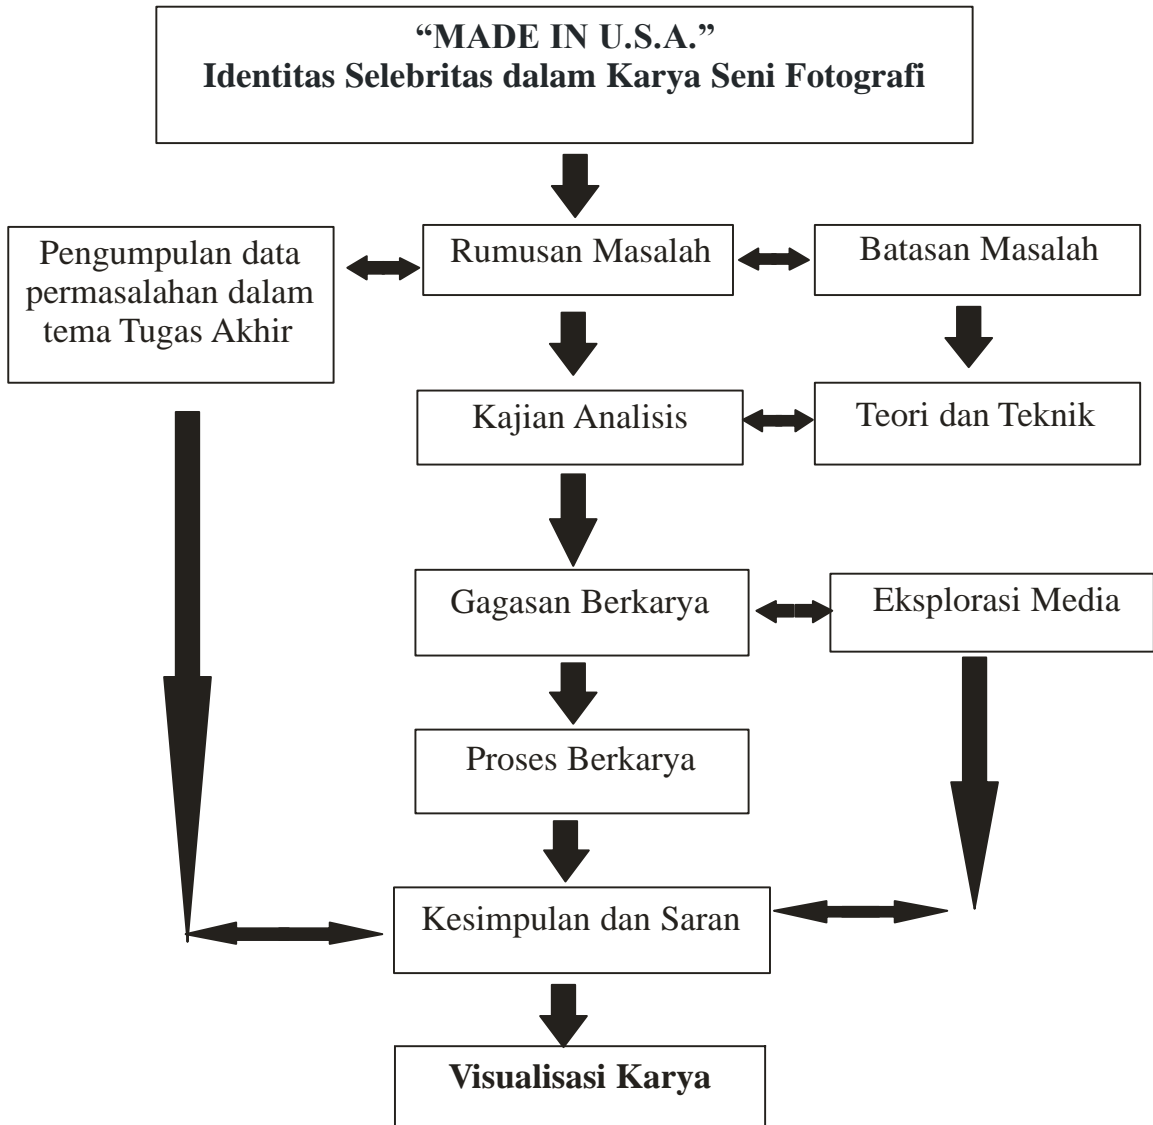 “MADE IN U.S.A.”
Identitas Selebritas dalam Karya Seni Fotografi
Pengumpulan data
permasalahan dalam
tema Tugas Akhir
Rumusan Masalah
Batasan Masalah
Kajian Analisis
Teori dan Teknik
Gagasan Berkarya
Eksplorasi Media
Proses Berkarya
Kesimpulan dan Saran
Visualisasi Karya